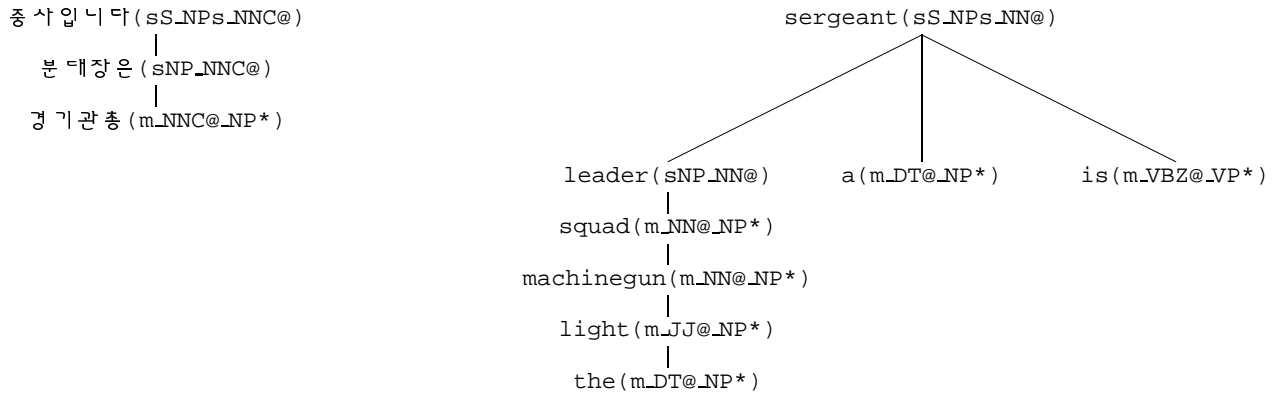 중사입니다(sS_NPs_NNC@) sergeant(sS_NPs_NN@)
분대장은(sNP_NNC@)
경기관총(m_NNC@_NP*)
leader(sNP_NN@) a(m_DT@_NP*) is(m_VBZ@_VP*)
squad(m_NN@_NP*)
machinegun(m_NN@_NP*)
light(m_JJ@_NP*)
the(m_DT@_NP*)